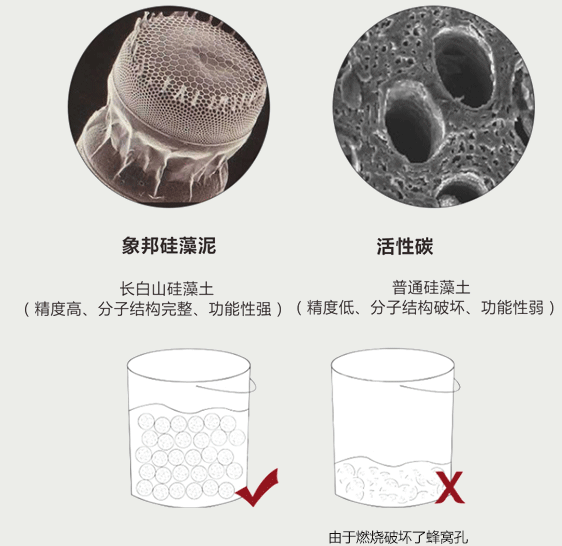 象邦硅藻泥
活性碳
长白山硅藻土
普通硅藻土
（精度高、分子结构完整、功能性强）
（精度低、分子结构破坏、功能性弱）
X
由于燃烧破坏了蜂窝孔